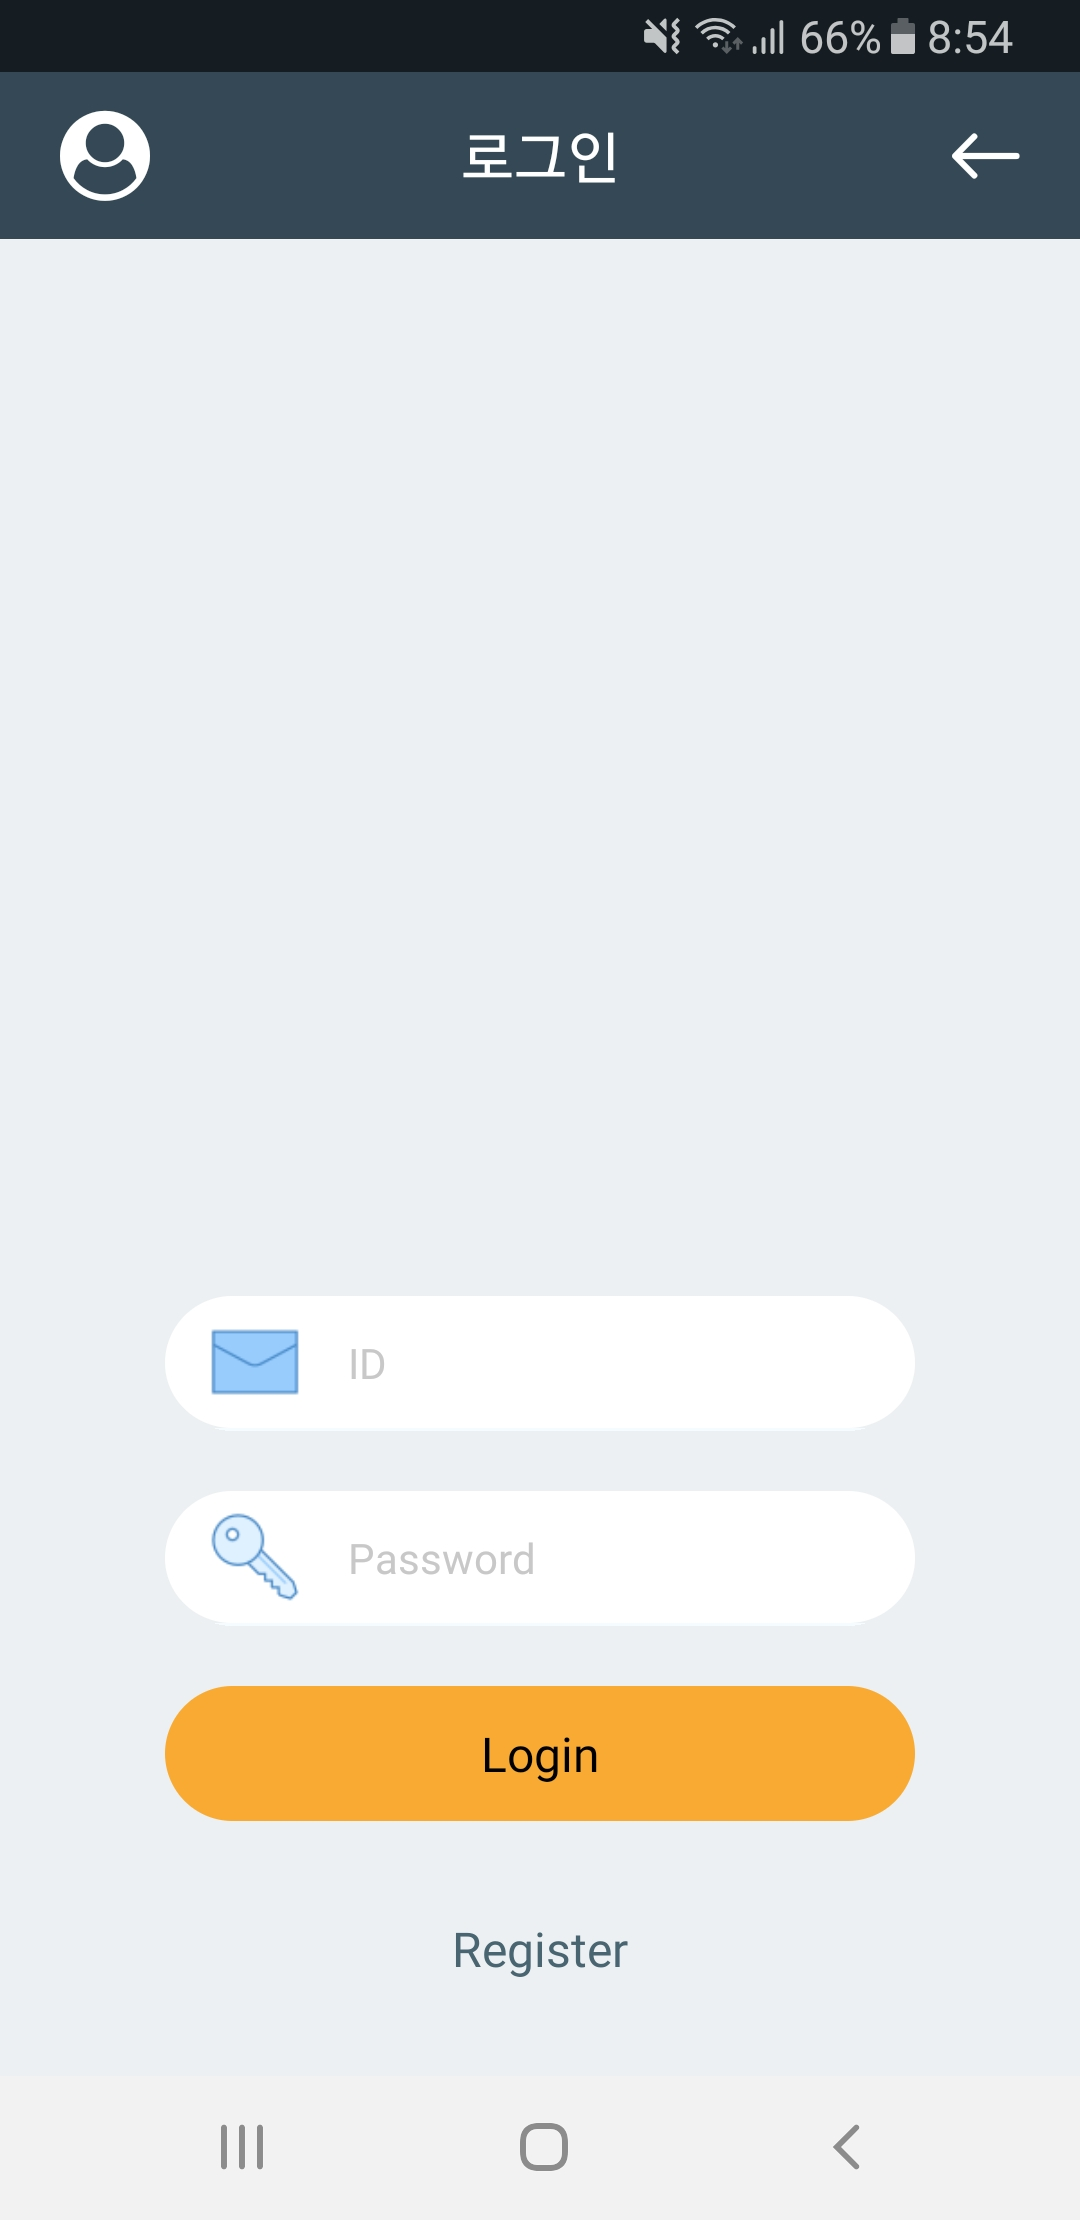 66% 8:54
로그인
ID
Password
Login
Register